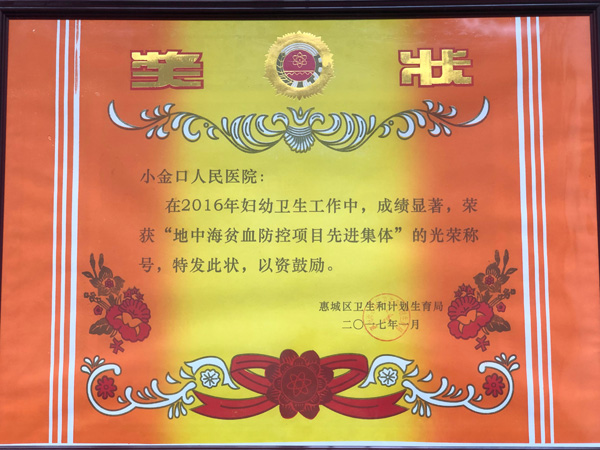 奖 状
小金口人民医院：
在2016年妇幼卫生工作中，成绩显著，荣
获“地中海贫血防控项目先进集体”的光荣称
号，特发此状，以资鼓励。
惠城区卫生和计划生育局
二〇一七年一月